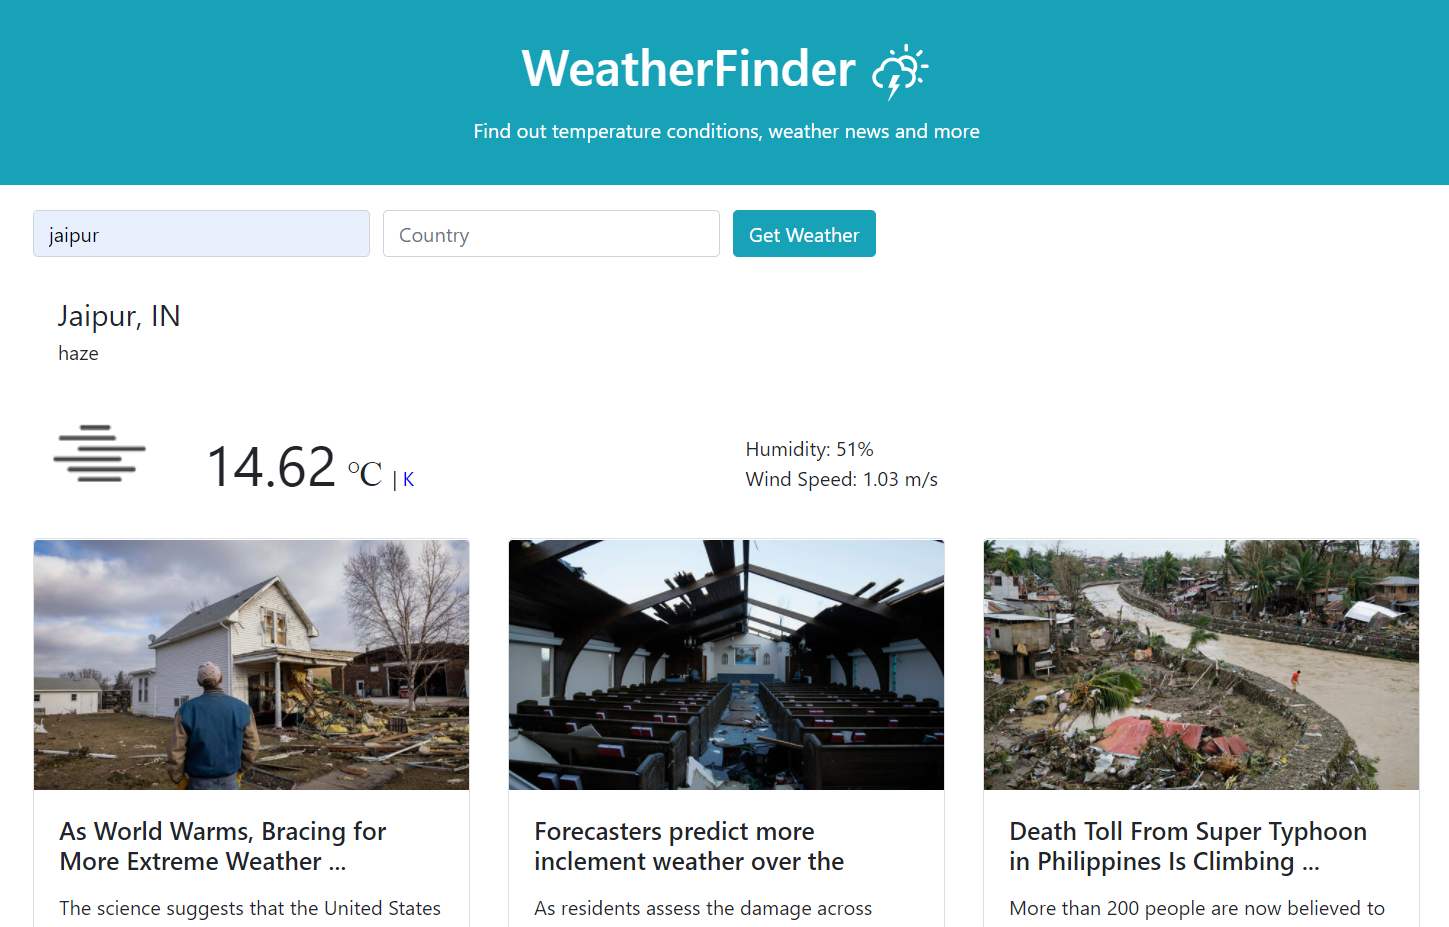 WeatherFinder
Find out temperature conditions, weather news and more
jaipur
Country
Get Weather
Jaipur, IN
haze
14.62 °C | K
Humidity: 51%
Wind Speed: 1.03 m/s
As World Warms, Bracing for
More Extreme Weather ...
The science suggests that the United States
Forecasters predict more
inclement weather over the
As residents assess the damage across
Death Toll From Super Typhoon
in Philippines Is Climbing ...
More than 200 people are now believed to